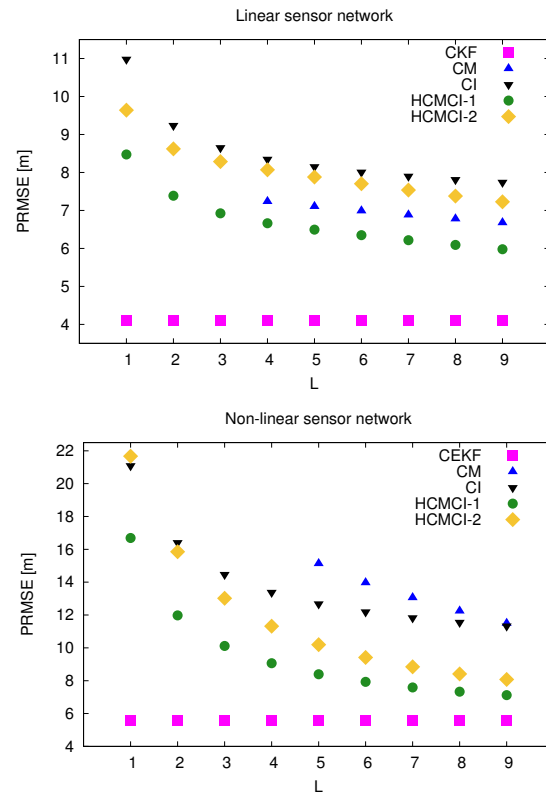 Linear sensor network
PRMSE [m]
11
10
9
8
7
6
5
4
CKF
CM
CI
HCMCI-1
HCMCI-2
1 2 3 4 5 6 7 8 9
L
Non-linear sensor network
PRMSE [m]
22
20
18
16
14
12
10
8
6
4
CEKF
CM
CI
HCMCI-1
HCMCI-2
1 2 3 4 5 6 7 8 9
L